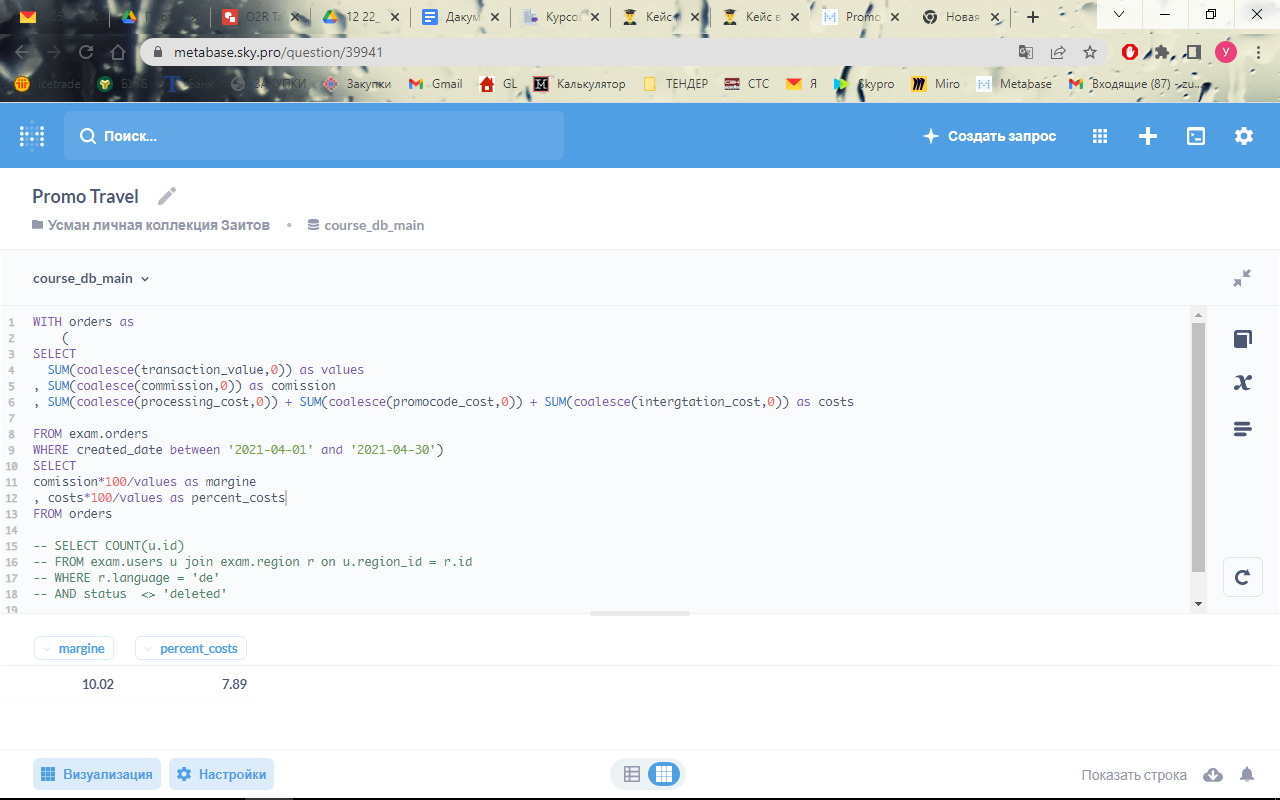 12 22_
Дакум
Курсо
Кейс
Кейс в
Promo
Новая
metabase.sky.pro/question/39941
У
icetrade
Банк
ЗАКУПКИ
Закупки
Gmail
GL
Калькулятор
ТЕНДЕР
СТС
Я
Skypro
Miro
Metabase
Входящие (87) - zu...
Поиск...
Создать запрос
Promo Travel
Усман личная коллекция Заитов • course_db_main
course_db_main
1 WITH orders as
2 (
3 SELECT
4 SUM(coalesce(transaction_value,0)) as values
5 , SUM(coalesce(commission,0)) as comission
6 , SUM(coalesce(processing_cost,0)) + SUM(coalesce(promocode_cost,0)) + SUM(coalesce(intergtation_cost,0)) as costs
7
8 FROM exam.orders
9 WHERE created_date between '2021-04-01' and '2021-04-30')
10 SELECT
11 comission*100/values as margine
12 , costs*100/values as percent_costs
13 FROM orders
14
15 -- SELECT COUNT(u.id)
16 -- FROM exam.users u join exam.region r on u.region_id = r.id
17 -- WHERE r.language = 'de'
18 -- AND status <> 'deleted'
19
margine percent_costs
10.02 7.89
Визуализация
Настройки
Показать строка